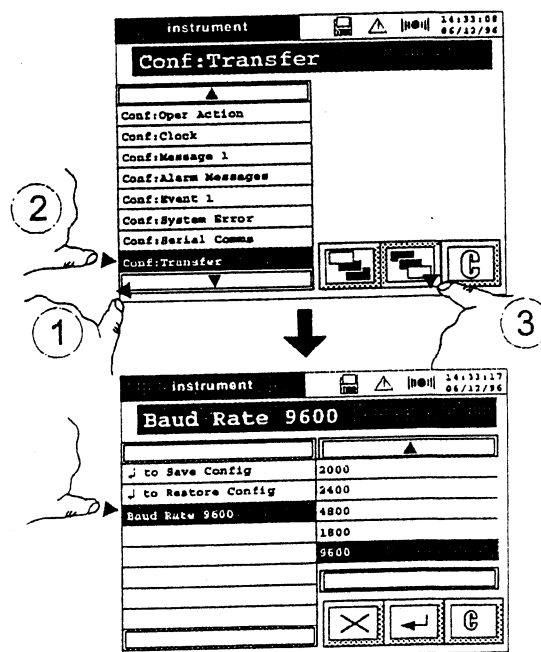 instrument
14:33:08
06/12/96
Conf:Transfer
Conf:Oper Action
Conf:Clock
Conf:Message 1
Conf:Alarm Messages
Conf:Event 1
Conf:System Error
Conf:Serial Comms
Conf:Transfer
C
2
1
3
instrument
14:33:17
06/12/96
Baud Rate 9600
↲ to Save Config
↲ to Restore Config
Baud Rate 9600
2000
2400
4800
1800
9600
C